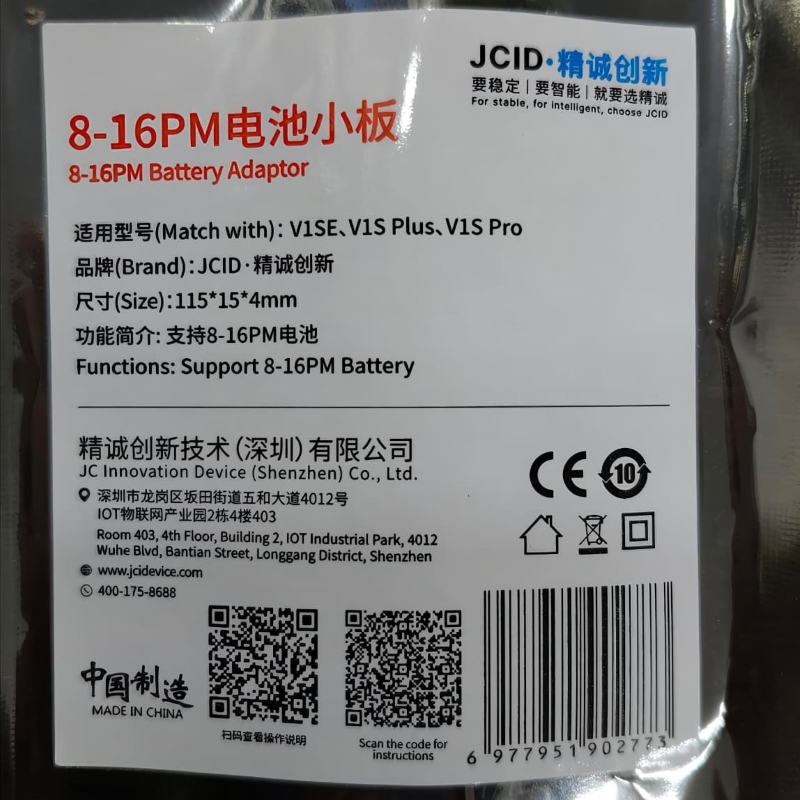 JCID·精诚创新
要稳定 | 要智能 | 就要选精诚
For stable, for intelligent, choose JCID
8-16PM电池小板
8-16PM Battery Adaptor
适用型号(Match with): V1SE、V1S Plus、V1S Pro
品牌(Brand): JCID·精诚创新
尺寸(Size): 115*15*4mm
功能简介: 支持8-16PM电池
Functions: Support 8-16PM Battery
精诚创新技术(深圳)有限公司
JC Innovation Device (Shenzhen) Co., Ltd.
深圳市龙岗区坂田街道五和大道4012号
IOT物联网产业园2栋4楼403
Room 403, 4th Floor, Building 2, IOT Industrial Park, 4012
Wuhe Blvd, Bantian Street, Longgang District, Shenzhen
www.jcidevice.com
400-175-8688
CE
10
中国制造
MADE IN CHINA
扫码查看操作说明
Scan the code for
instructions
6 977951 902773